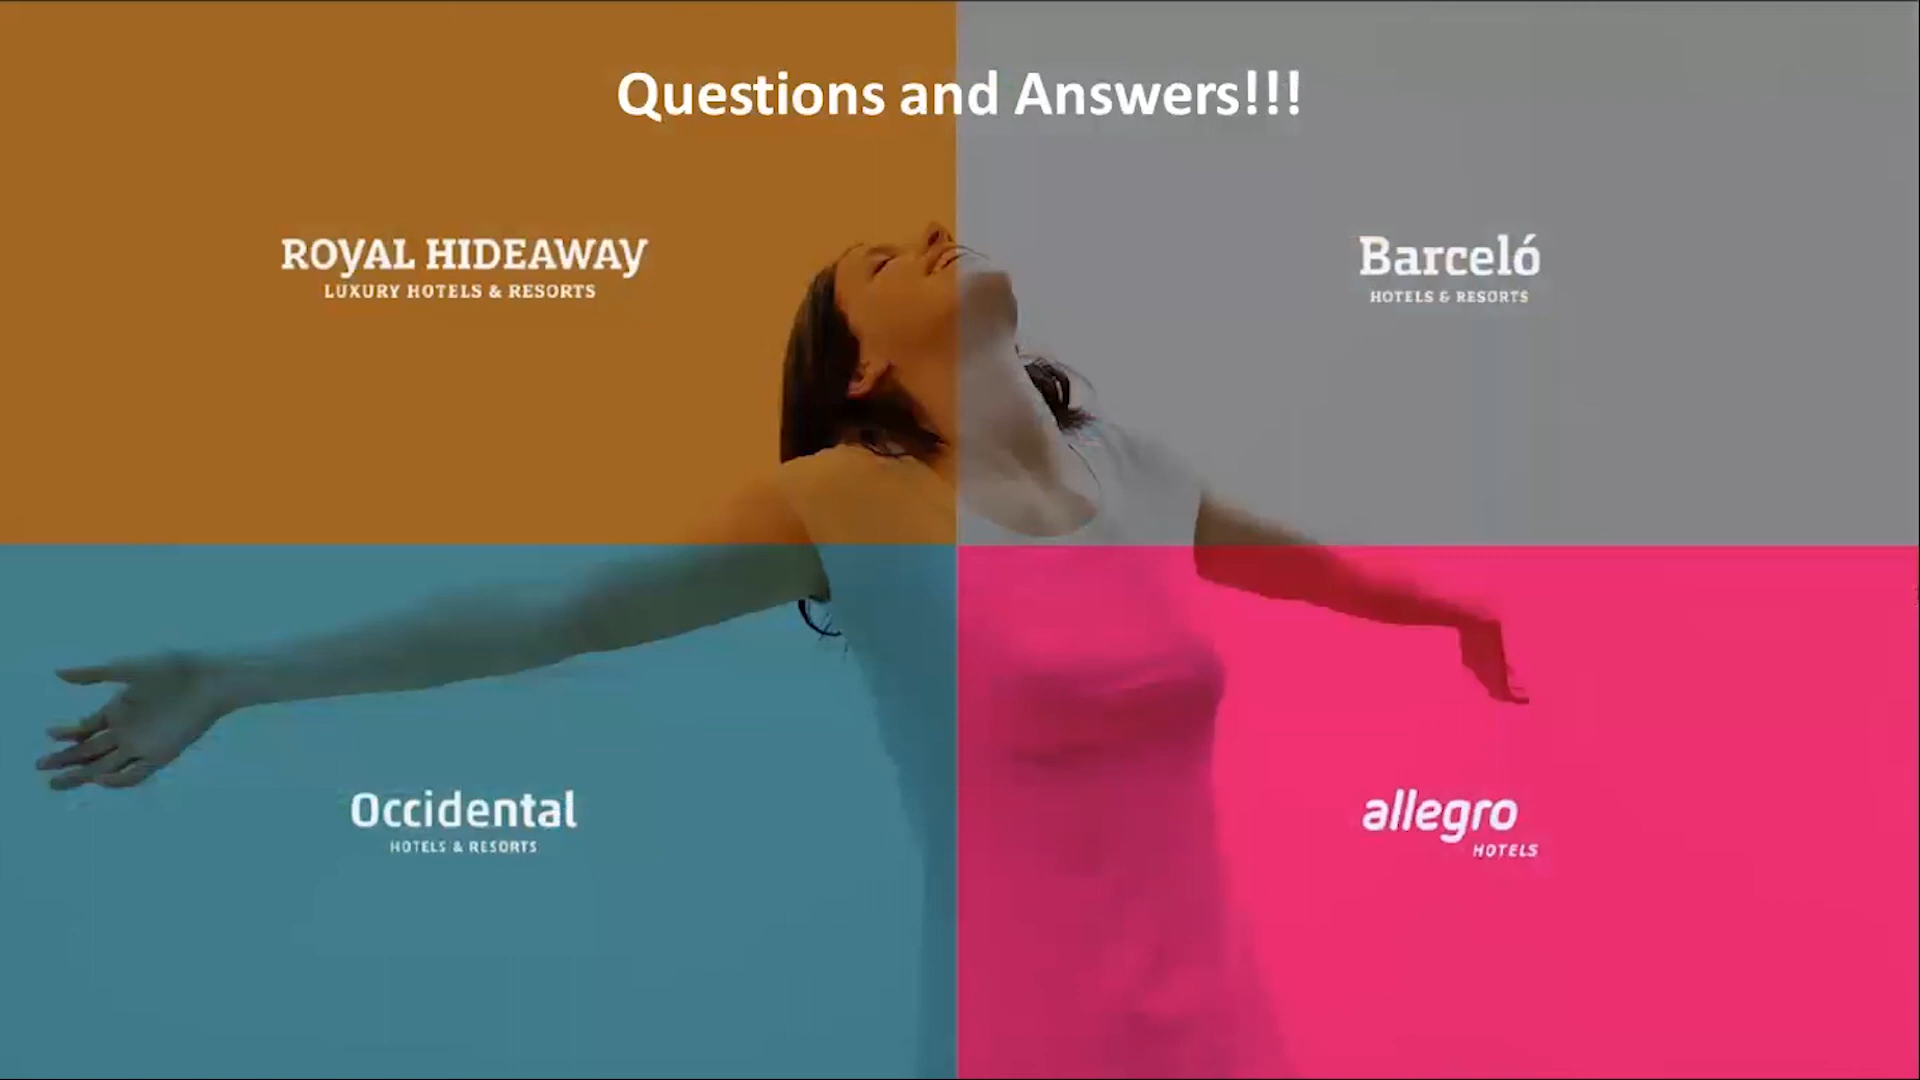 Questions and Answers!!!
ROYAL HIDEAWAY
LUXURY HOTELS & RESORTS
Barceló
HOTELS & RESORTS
Occidental
HOTELS & RESORTS
allegro
HOTELS